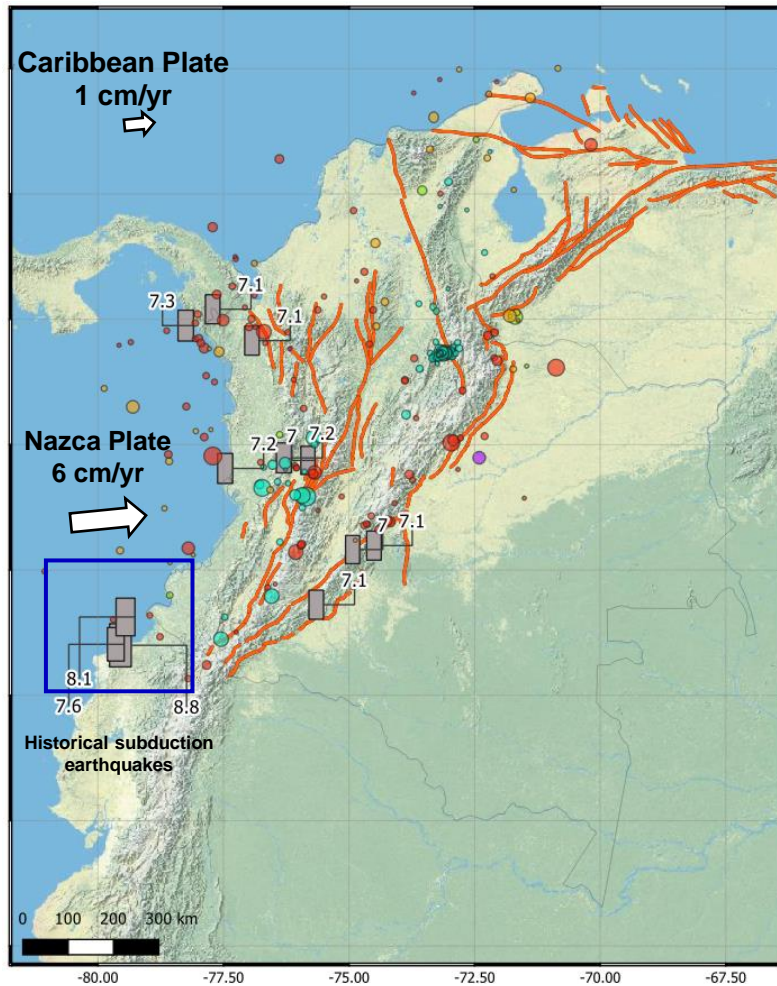 Caribbean Plate
1 cm/yr
7.1
7.3
7.1
Nazca Plate
6 cm/yr
7.2
7
7.2
7
7.1
7.1
8.1
7.6
8.8
Historical subduction
earthquakes
0 100 200 300 km
-80.00 -77.50 -75.00 -72.50 -70.00 -67.50